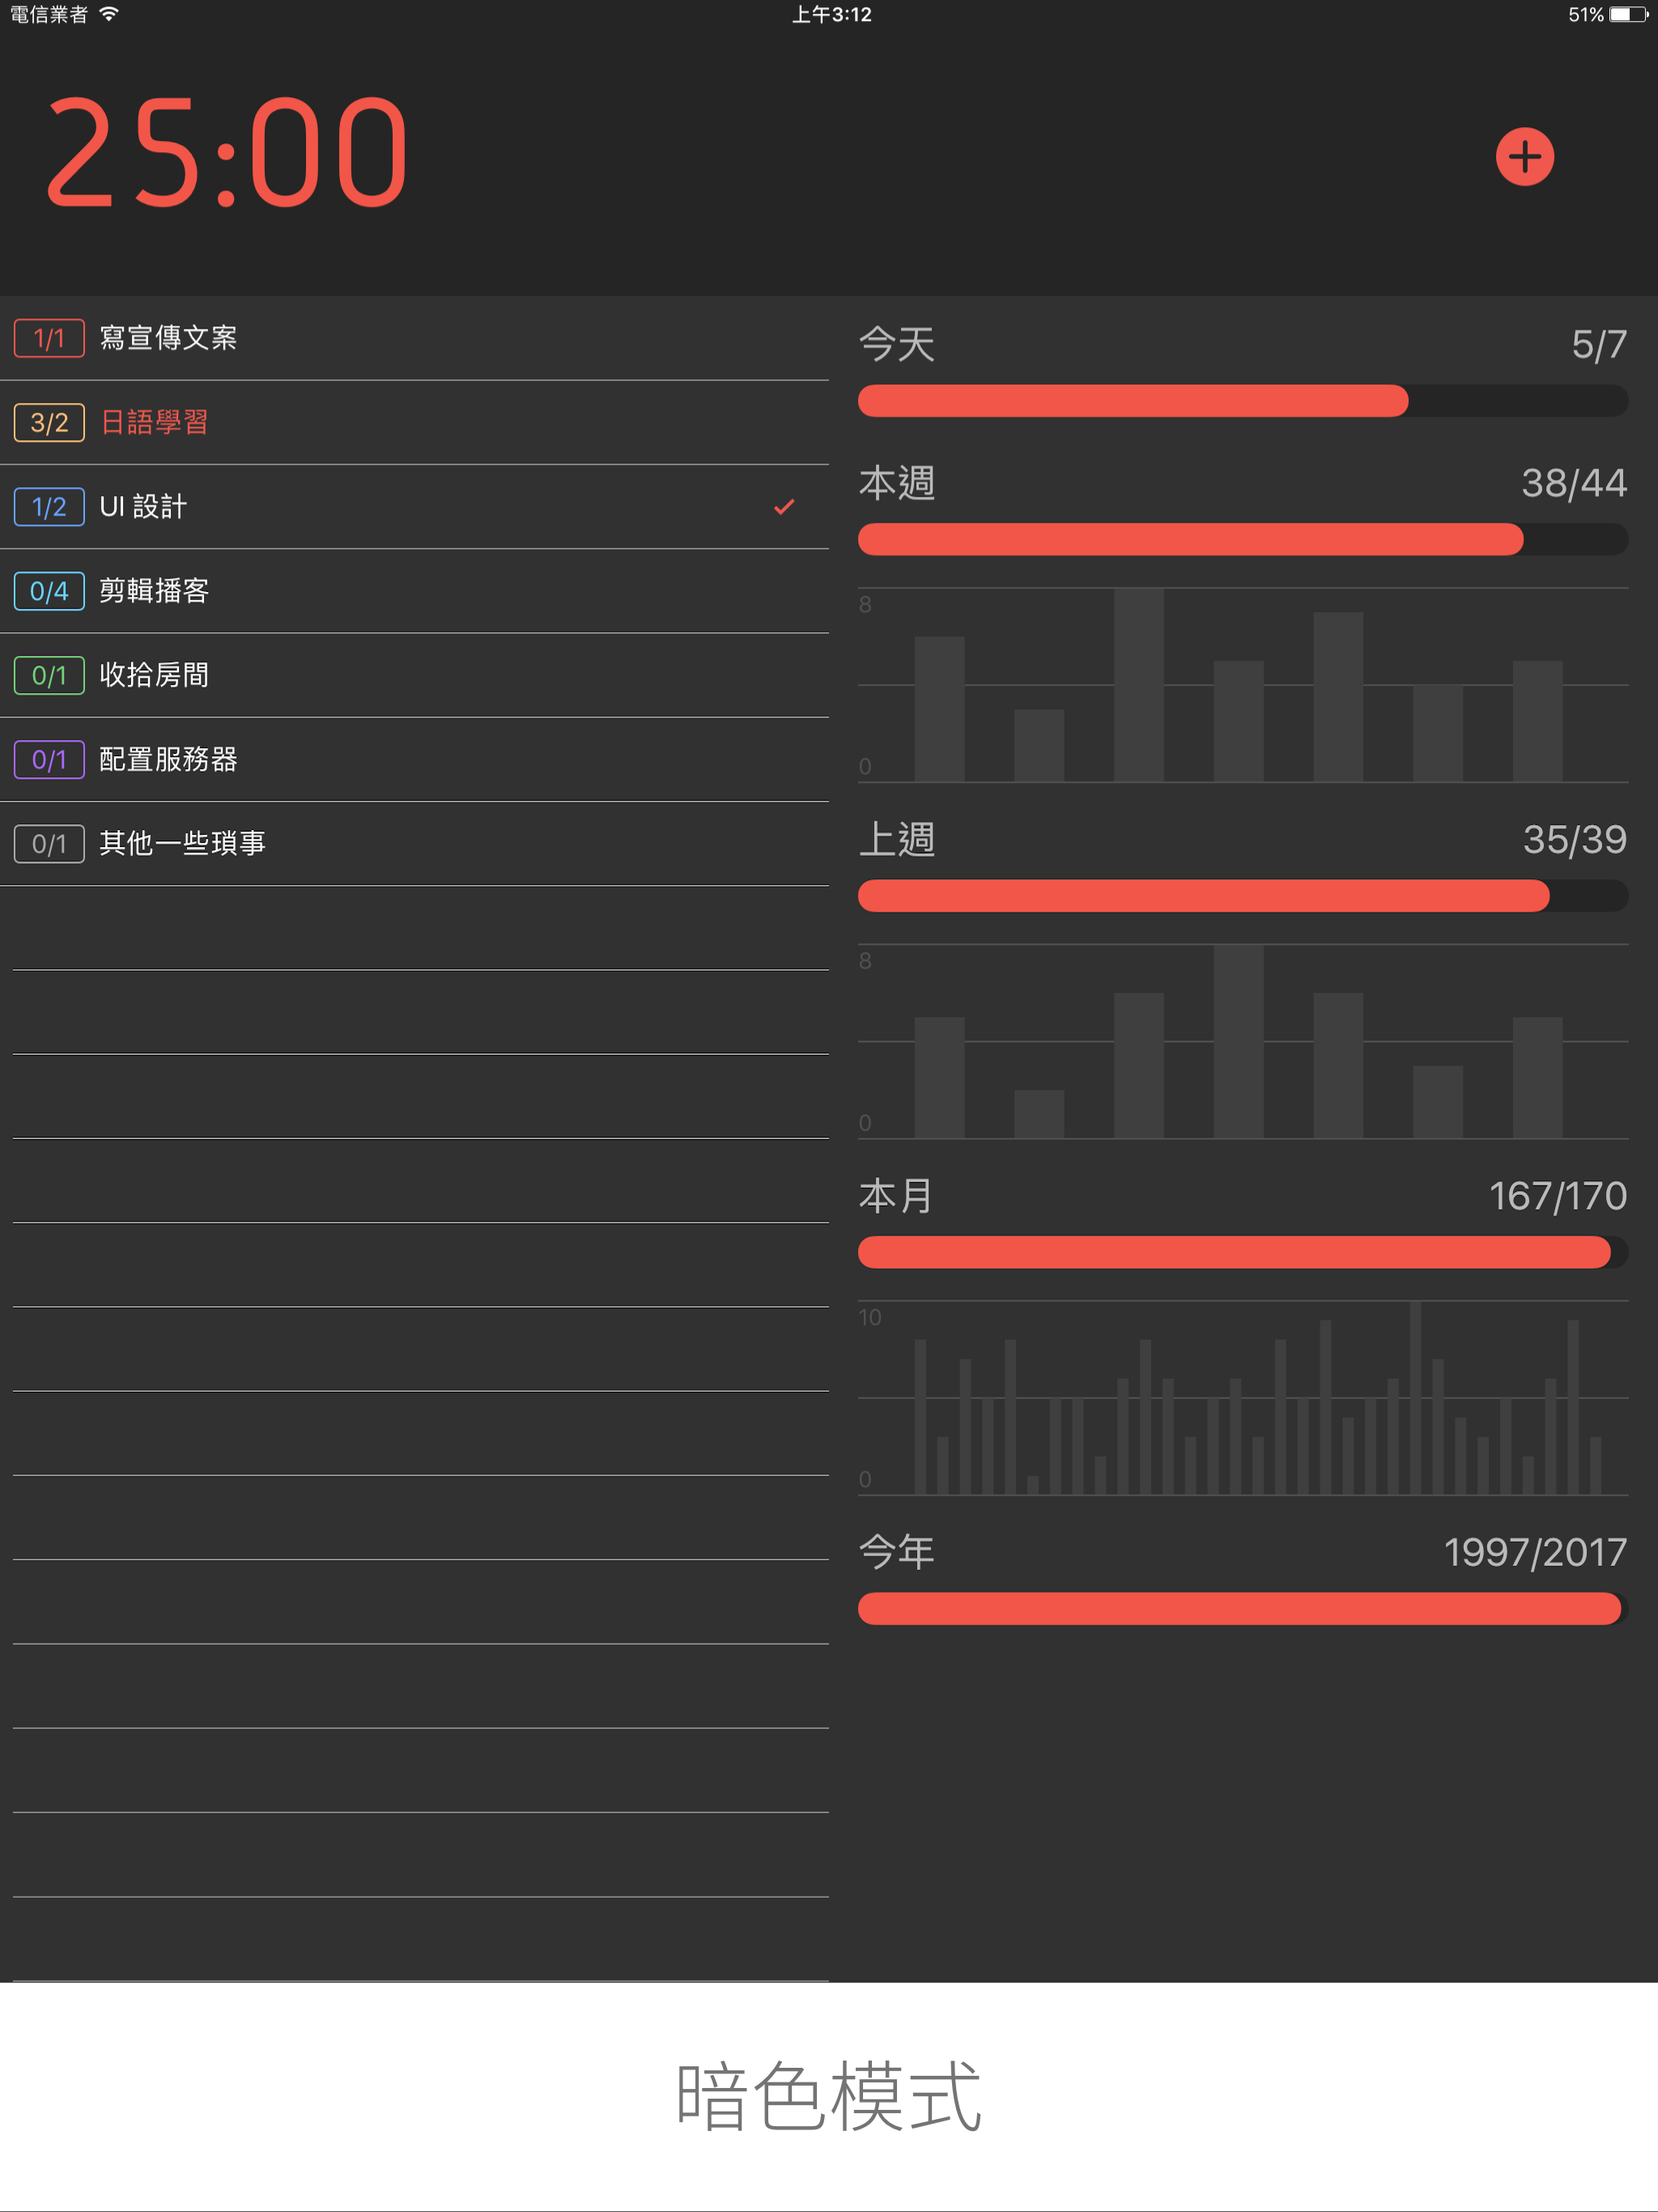 電信業者 上午3:12 51%
25:00
1/1 寫宣傳文案
3/2 日語學習
1/2 UI 設計
0/4 剪輯播客
0/1 收拾房間
0/1 配置服務器
0/1 其他一些瑣事
今天 5/7
本週 38/44
8
0
上週 35/39
8
0
本月 167/170
10
0
今年 1997/2017
暗色模式